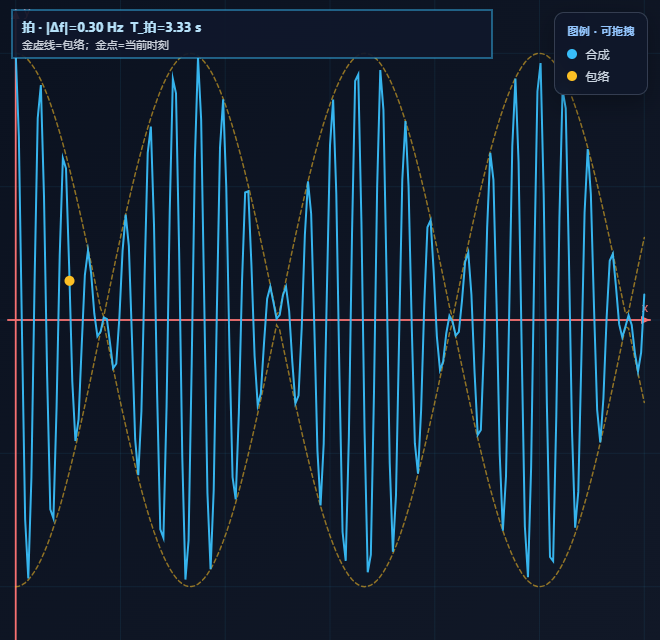 拍 · |Δf|=0.30 Hz T_拍=3.33 s
金虚线=包络；金点=当前时刻
图例 · 可拖拽
合成
包络
x